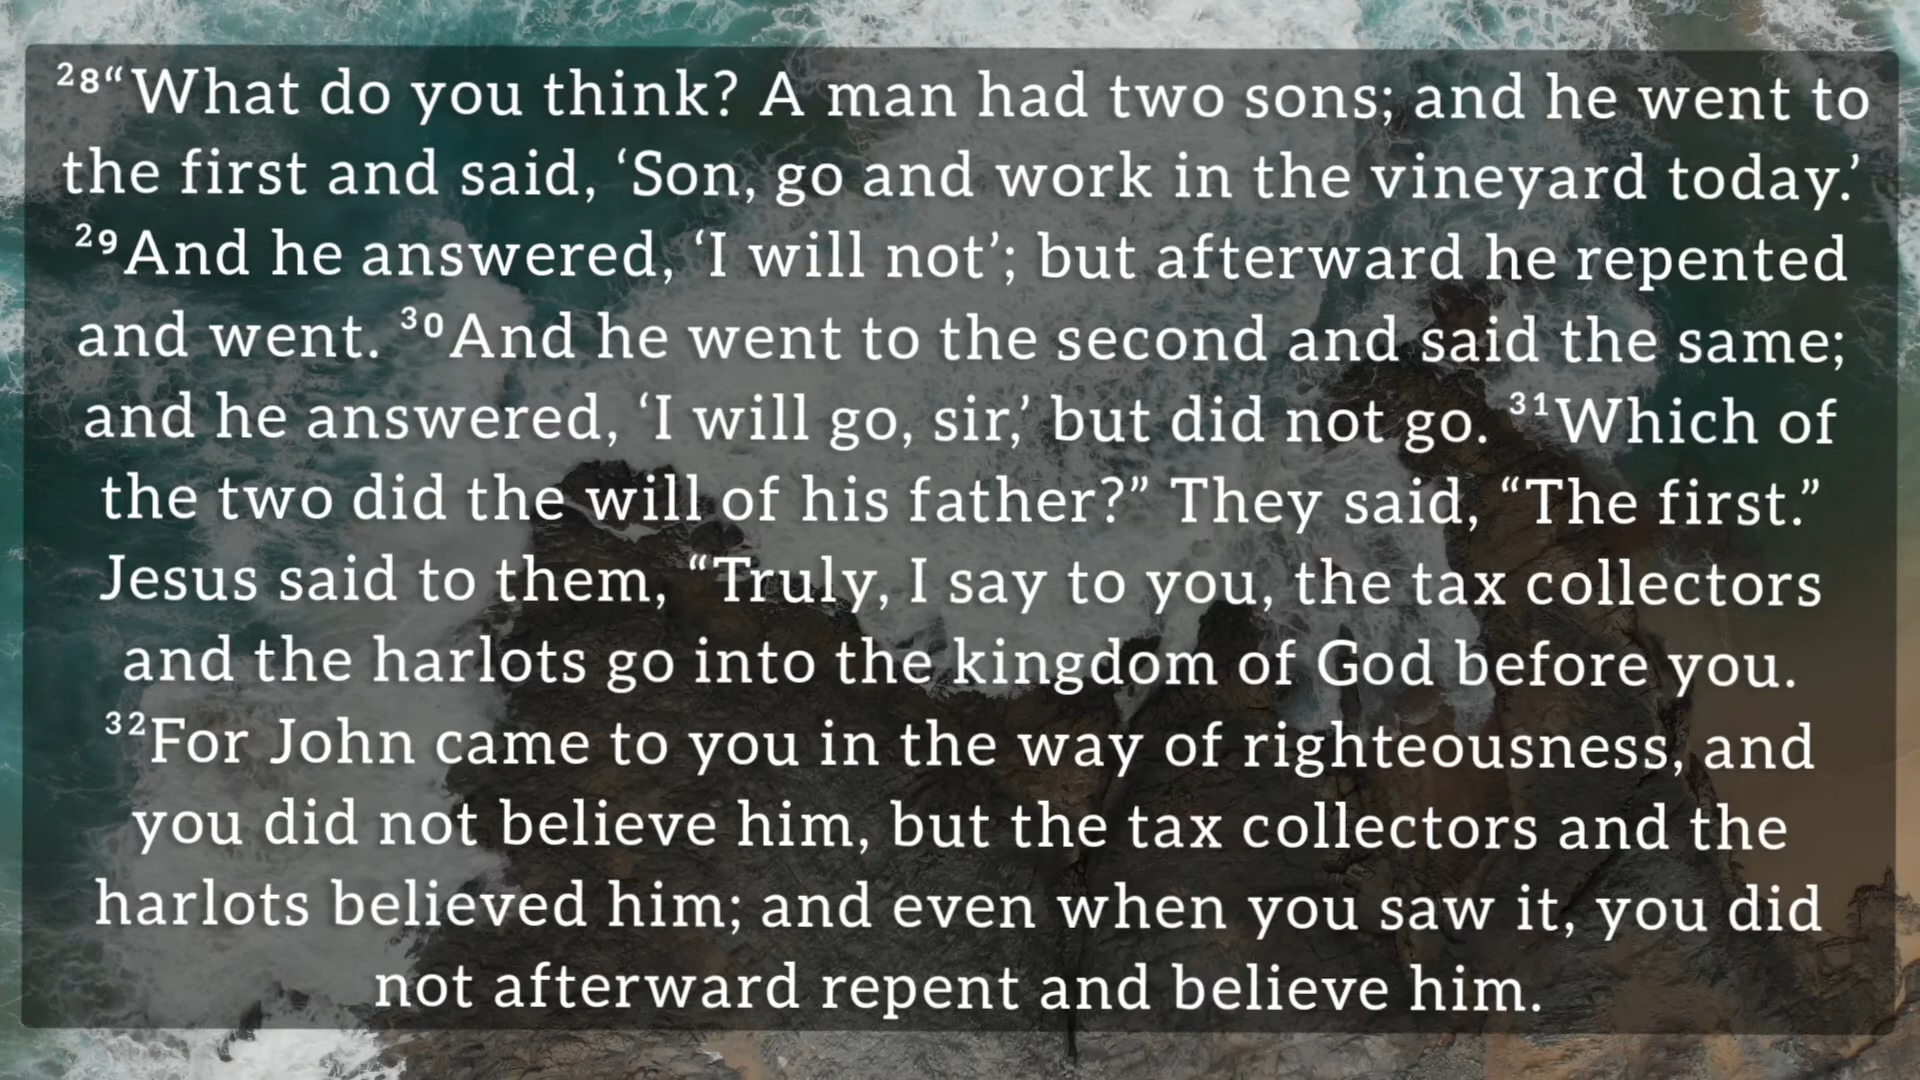 ²⁸“What do you think? A man had two sons; and he went to
the first and said, ‘Son, go and work in the vineyard today.’
²⁹And he answered, ‘I will not’; but afterward he repented
and went. ³⁰And he went to the second and said the same;
and he answered, ‘I will go, sir,’ but did not go. ³¹Which of
the two did the will of his father?” They said, “The first.”
Jesus said to them, “Truly, I say to you, the tax collectors
and the harlots go into the kingdom of God before you.
³²For John came to you in the way of righteousness, and
you did not believe him, but the tax collectors and the
harlots believed him; and even when you saw it, you did
not afterward repent and believe him.